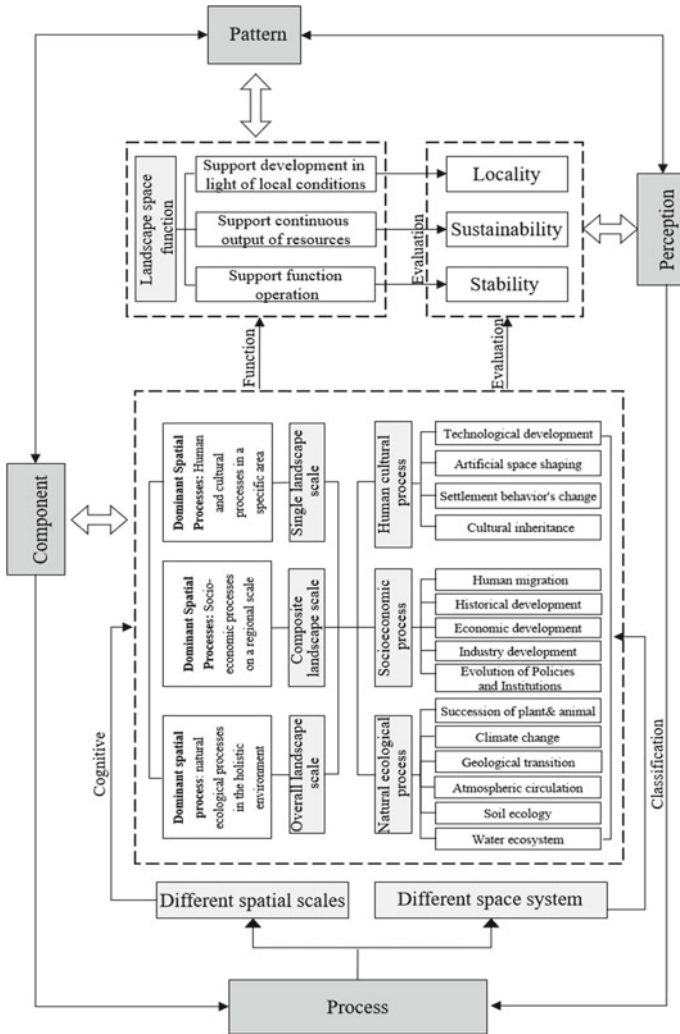 Pattern
Landscape space
function
Support development in
light of local conditions
Support continuous
output of resources
Support function
operation
Evaluation
Locality
Sustainability
Stability
Perception
Function
Evaluation
Component
Dominant Spatial
Processes: Human
and cultural
processes in a
specific area
Single landscape
scale
Human cultural
process
Technological development
Artificial space shaping
Settlement behavior's change
Cultural inheritance
Dominant Spatial
Processes: Socio-
economic processes
on a regional scale
Composite
landscape scale
Socioeconomic
process
Human migration
Historical development
Economic development
Industry development
Evolution of Policies
and Institutions
Dominant spatial
process: natural
ecological processes
in the holistic
environment
Overall landscape
scale
Natural ecological
process
Succession of plant& animal
Climate change
Geological transition
Atmospheric circulation
Soil ecology
Water ecosystem
Cognitive
Classification
Different spatial scales
Different space system
Process